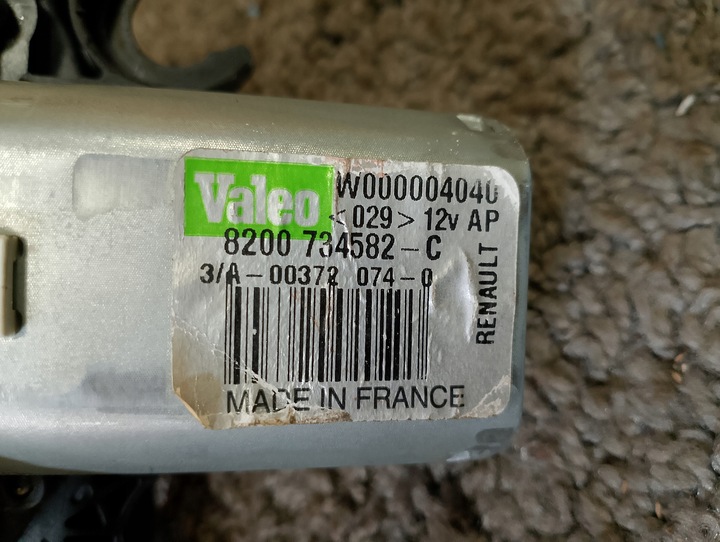 Valeo
W000004040
<029> 12v AP
8200 734582-C
3/A-00372 074-0
RENAULT
MADE IN FRANCE